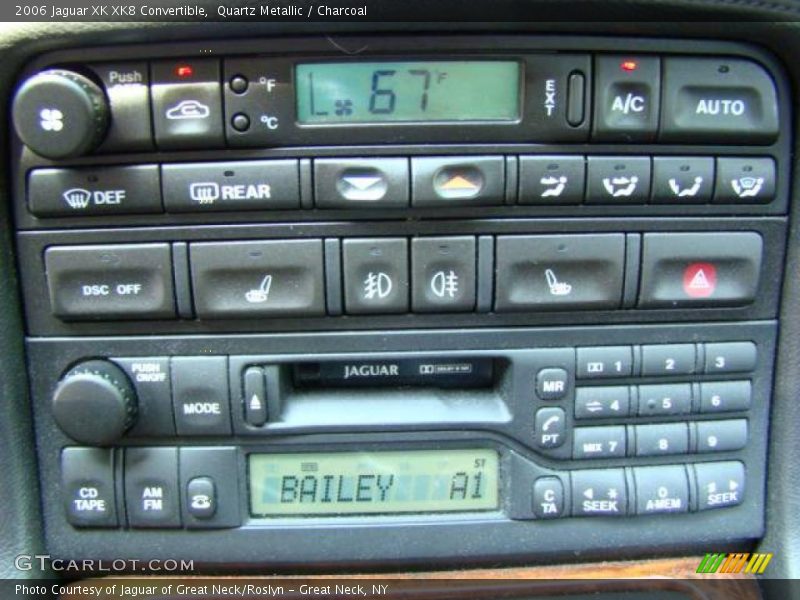 2006 Jaguar XK XK8 Convertible, Quartz Metallic / Charcoal
Push
°F
°C
L 67 °F
EXT
A/C
AUTO
DEF
REAR
DSC OFF
PUSH ON/OFF
MODE
JAGUAR
MR
1 2 3
4 5 6
PT
MIX 7 8 9
CD TAPE
AM FM
BAILEY A1
ST
C TA
SEEK
0 A-MEM
SEEK
GTCARLOT.COM
Photo Courtesy of Jaguar of Great Neck/Roslyn - Great Neck, NY